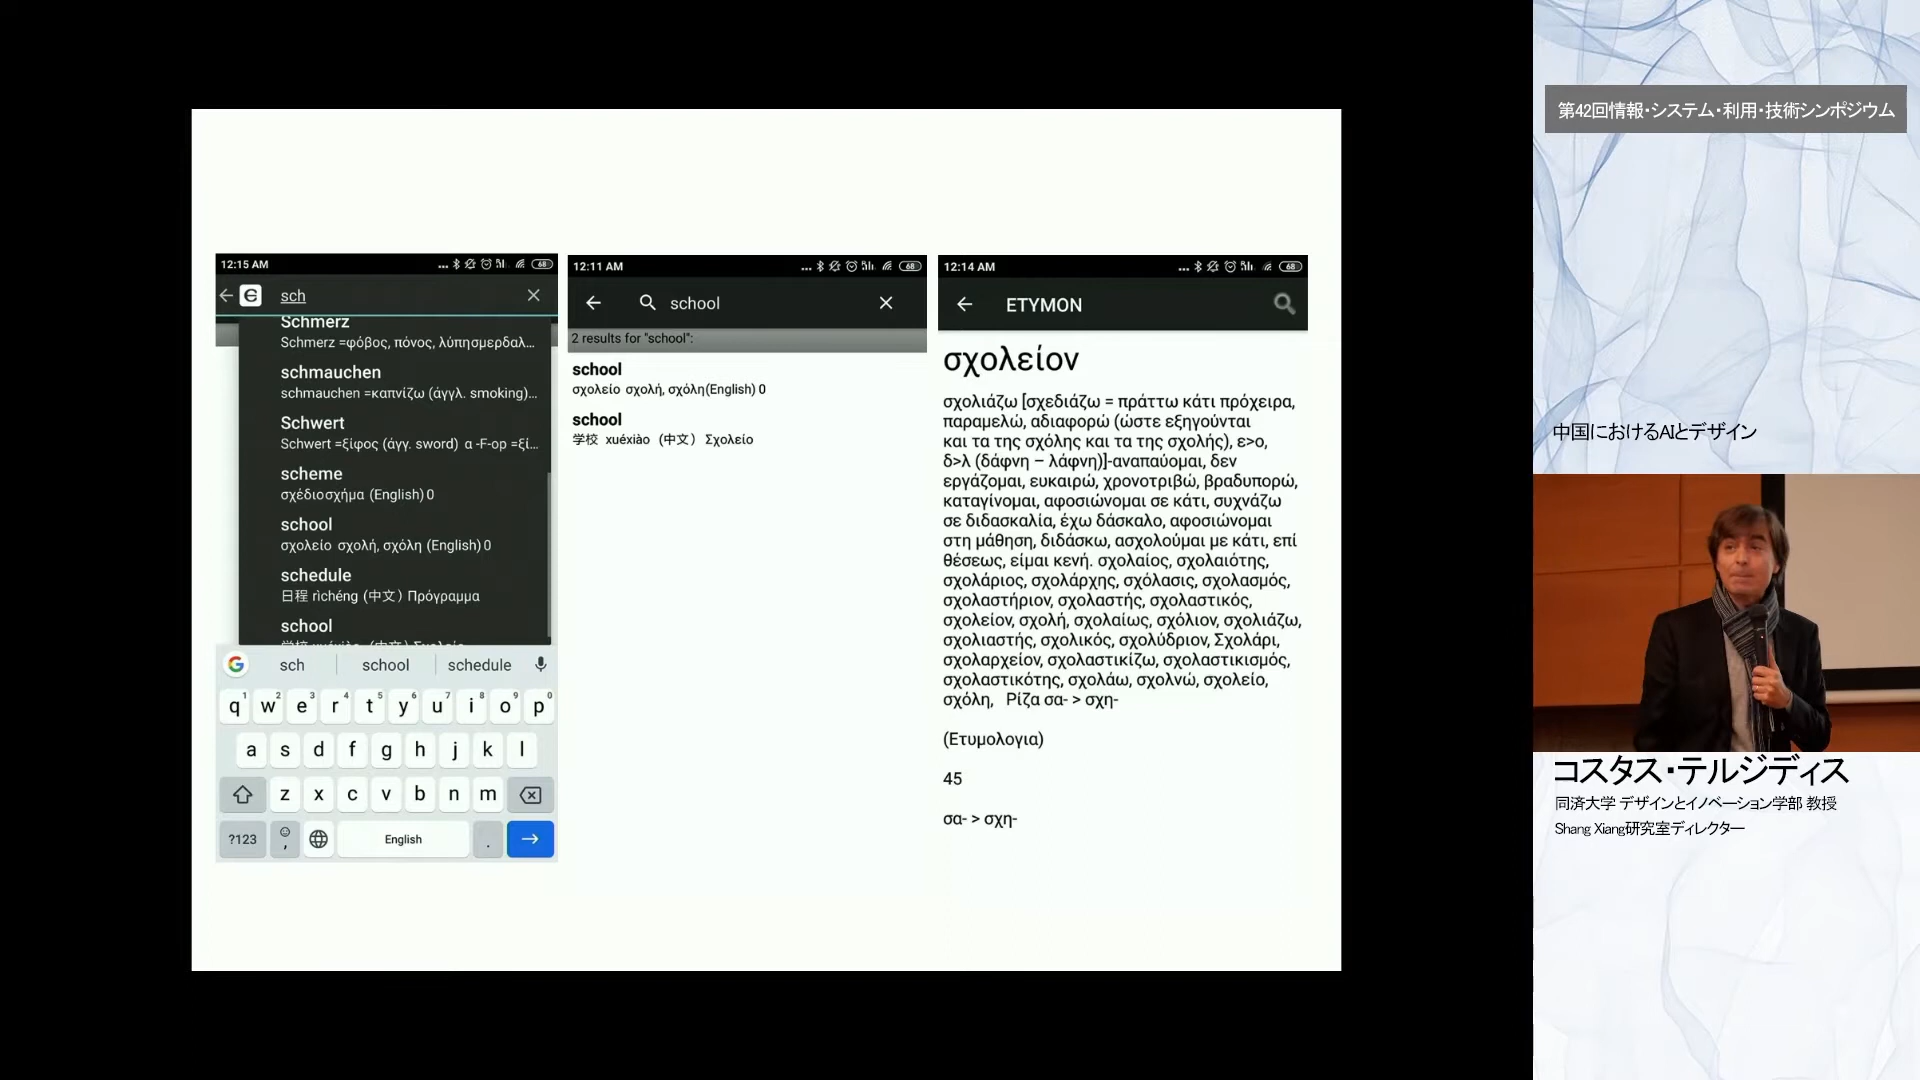 12:15 AM
sch
Schmerz
Schmerz =φόβος, πόνος, λύπησμερδαλ...
schmauchen
schmauchen =καπνίζω (άγγλ. smoking)...
Schwert
Schwert =ξίφος (άγγ. sword) α -F-op =ξί...
scheme
σχέδιοσχήμα (English) 0
school
σχολείο σχολή, σχόλη (English) 0
schedule
日程 rìchéng (中文) Πρόγραμμα
school
sch school schedule
q w e r t y u i o p
1 2 3 4 5 6 7 8 9 0
a s d f g h j k l
z x c v b n m
?123 , English .
12:11 AM
school
2 results for "school":
school
σχολείο σχολή, σχόλη(English) 0
school
学校 xuéxiào (中文) Σχολείο
12:14 AM
ETYMON
σχολείον
σχολιάζω [σχεδιάζω = πράττω κάτι πρόχειρα,
παραμελώ, αδιαφορώ (ώστε εξηγούνται
και τα της σχόλης και τα της σχολής), ε>ο,
δ>λ (δάφνη – λάφνη)]-αναπαύομαι, δεν
εργάζομαι, ευκαιρώ, χρονοτριβώ, βραδυπορώ,
καταγίνομαι, αφοσιώνομαι σε κάτι, συχνάζω
σε διδασκαλία, έχω δάσκαλο, αφοσιώνομαι
στη μάθηση, διδάσκω, ασχολούμαι με κάτι, επί
θέσεως, είμαι κενή. σχολαίος, σχολαιότης,
σχολάριος, σχολάρχης, σχόλασις, σχολασμός,
σχολαστήριον, σχολαστής, σχολαστικός,
σχολείον, σχολή, σχολαίως, σχόλιον, σχολιάζω,
σχολιαστής, σχολικός, σχολύδριον, Σχολάρι,
σχολαρχείον, σχολαστικίζω, σχολαστικισμός,
σχολαστικότης, σχολάω, σχολνώ, σχολείο,
σχόλη, Ρίζα σα- > σχη-
(Ετυμολογια)
45
σα- > σχη-
第42回情報・システム・利用・技術シンポジウム
中国におけるAIとデザイン
コスタス・テルジディス
同済大学 デザインとイノベーション学部 教授
Shang Xiang研究室ディレクター